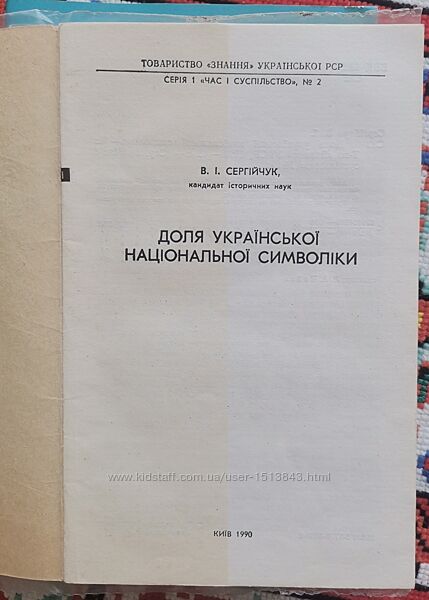 ТОВАРИСТВО «ЗНАННЯ» УКРАЇНСЬКОЇ РСР
СЕРІЯ 1 «ЧАС І СУСПІЛЬСТВО», № 2
В. І. СЕРГІЙЧУК,
кандидат історичних наук
ДОЛЯ УКРАЇНСЬКОЇ
НАЦІОНАЛЬНОЇ СИМВОЛІКИ
www.kidstaff.com.ua/user-1513843.html
КИЇВ 1990